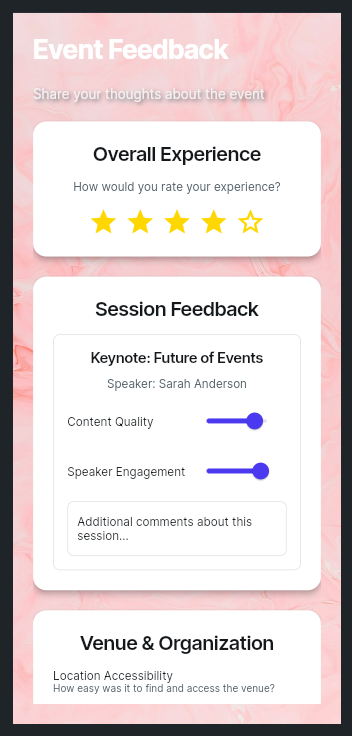 Event Feedback
Share your thoughts about the event
Overall Experience
How would you rate your experience?
Session Feedback
Keynote: Future of Events
Speaker: Sarah Anderson
Content Quality
Speaker Engagement
Additional comments about this
session...
Venue & Organization
Location Accessibility
How easy was it to find and access the venue?